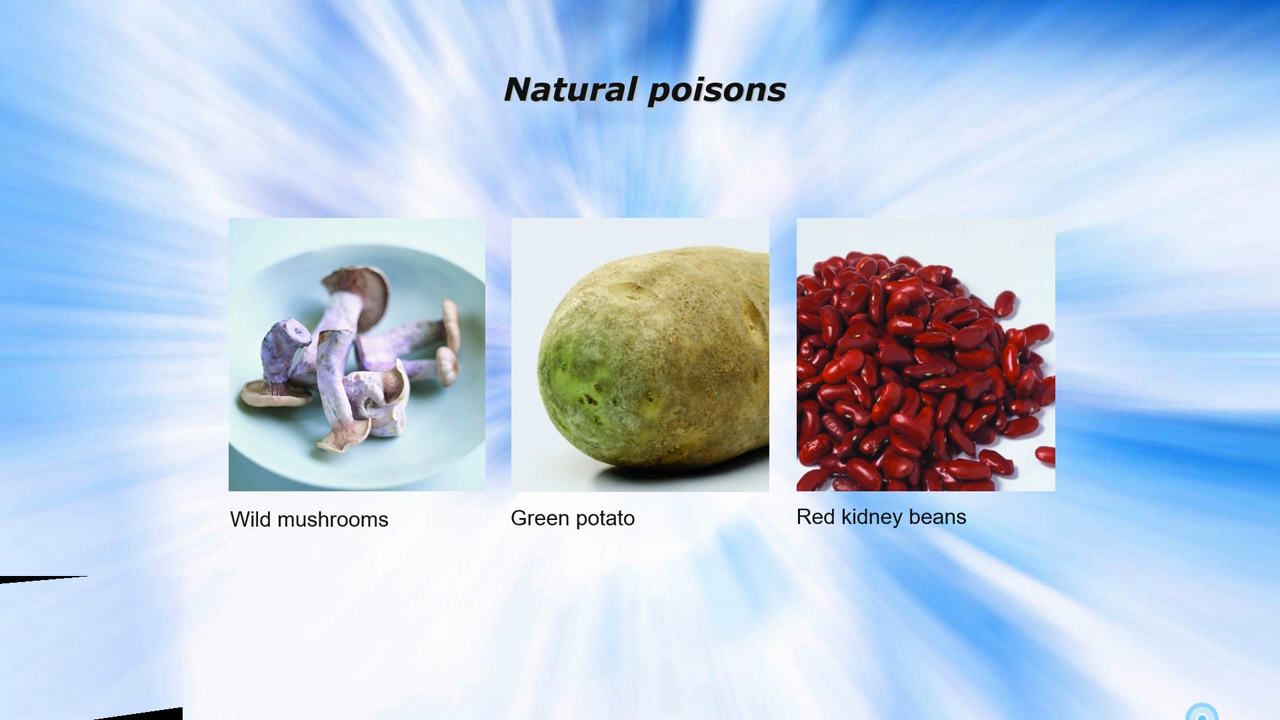 Natural poisons
Wild mushrooms
Green potato
Red kidney beans